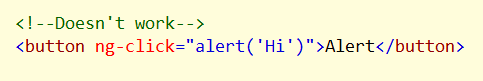 <!--Doesn't work-->
<button ng-click="alert('Hi')">Alert</button>